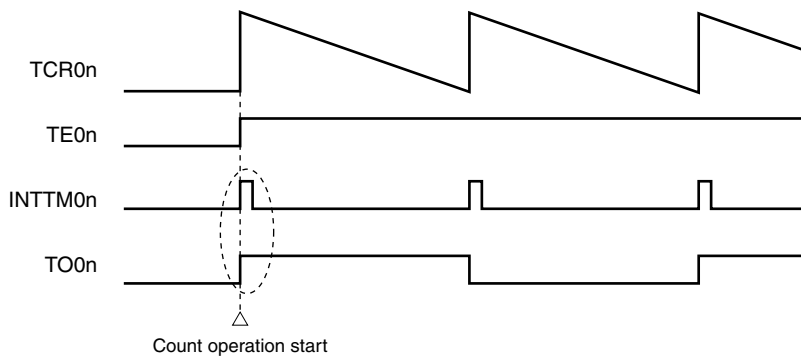 TCR0n
TE0n
INTTM0n
TO0n
Count operation start